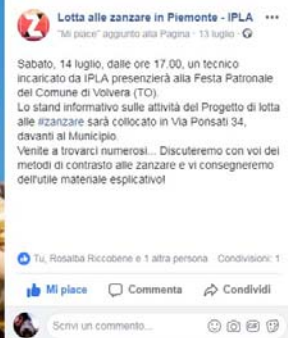 Lotta alle zanzare in Piemonte - IPLA
"Mi piace" aggiunto alla Pagina · 13 luglio ·
Sabato, 14 luglio, dalle ore 17.00, un tecnico
incaricato da IPLA presenzierà alla Festa Patronale
del Comune di Volvera (TO).
Lo stand informativo sulle attività del Progetto di lotta
alle #zanzare sarà collocato in Via Ponsati 34,
davanti al Municipio.
Venite a trovarci numerosi... Discuteremo con voi dei
metodi di contrasto alle zanzare e vi consegneremo
dell'utile materiale esplicativo!
Tu, Rosalba Riccobene e 1 altra persona Condivisioni: 1
Mi piace Commenta Condividi
Scrivi un commento...
GIF